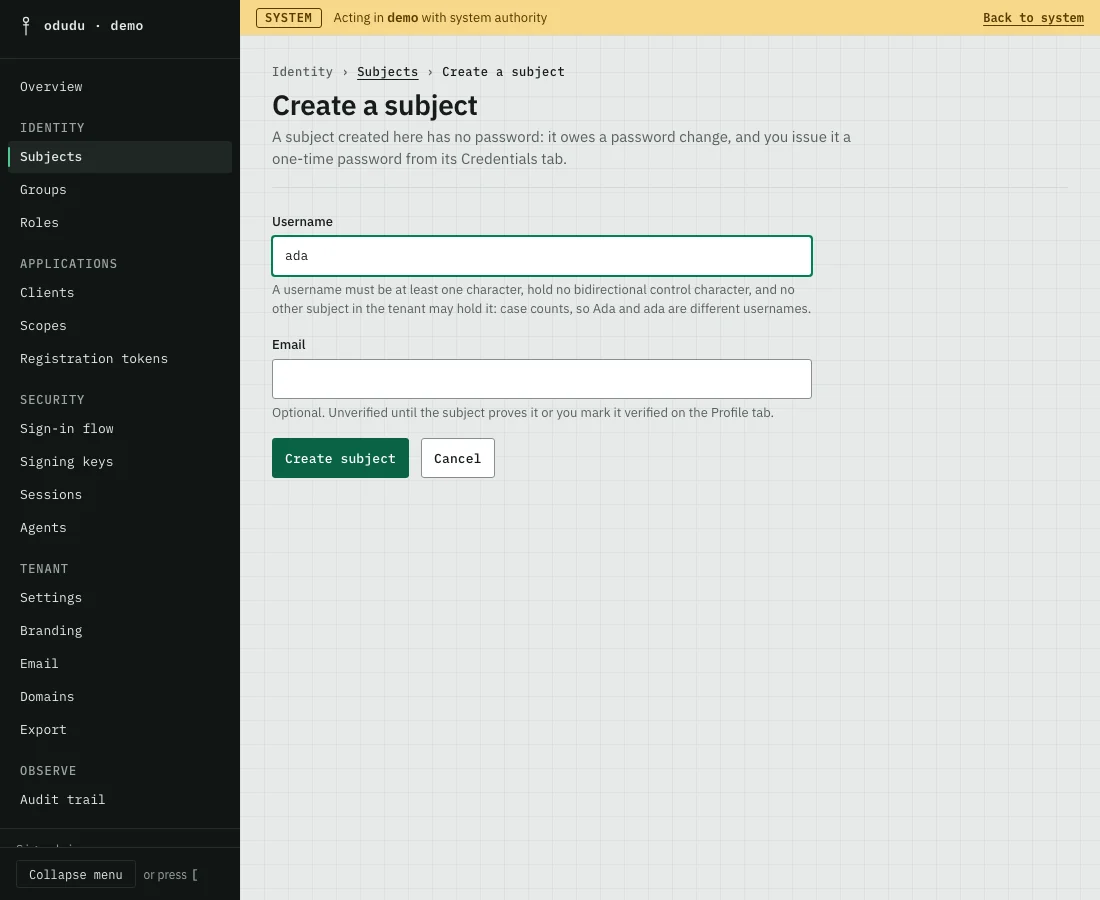 odudu · demo
SYSTEM Acting in demo with system authority Back to system
Overview
IDENTITY
Subjects
Groups
Roles
APPLICATIONS
Clients
Scopes
Registration tokens
SECURITY
Sign-in flow
Signing keys
Sessions
Agents
TENANT
Settings
Branding
Email
Domains
Export
OBSERVE
Audit trail
Collapse menu or press [
Identity › Subjects › Create a subject
Create a subject
A subject created here has no password: it owes a password change, and you issue it a
one-time password from its Credentials tab.
Username
ada
A username must be at least one character, hold no bidirectional control character, and no
other subject in the tenant may hold it: case counts, so Ada and ada are different usernames.
Email
Optional. Unverified until the subject proves it or you mark it verified on the Profile tab.
Create subject Cancel